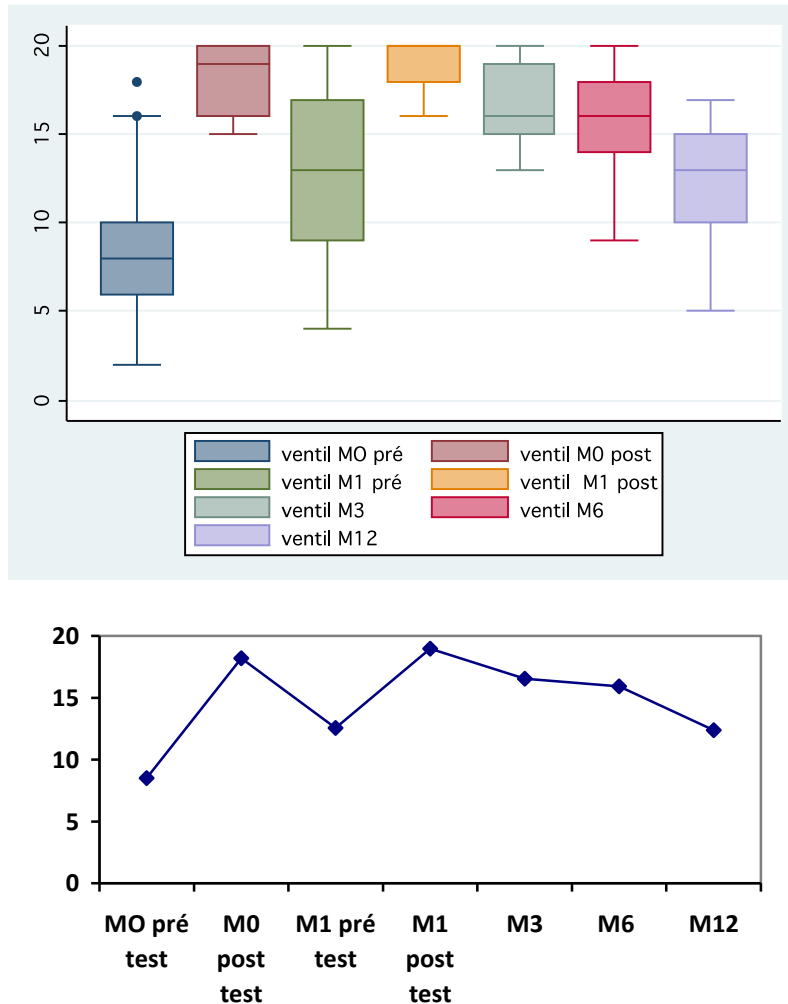 20
15
10
5
0
ventil MO pré
ventil M0 post
ventil M1 pré
ventil  M1 post
ventil M3
ventil M6
ventil M12
20
15
10
5
0
MO pré
test
M0
post
test
M1 pré
test
M1
post
test
M3
M6
M12